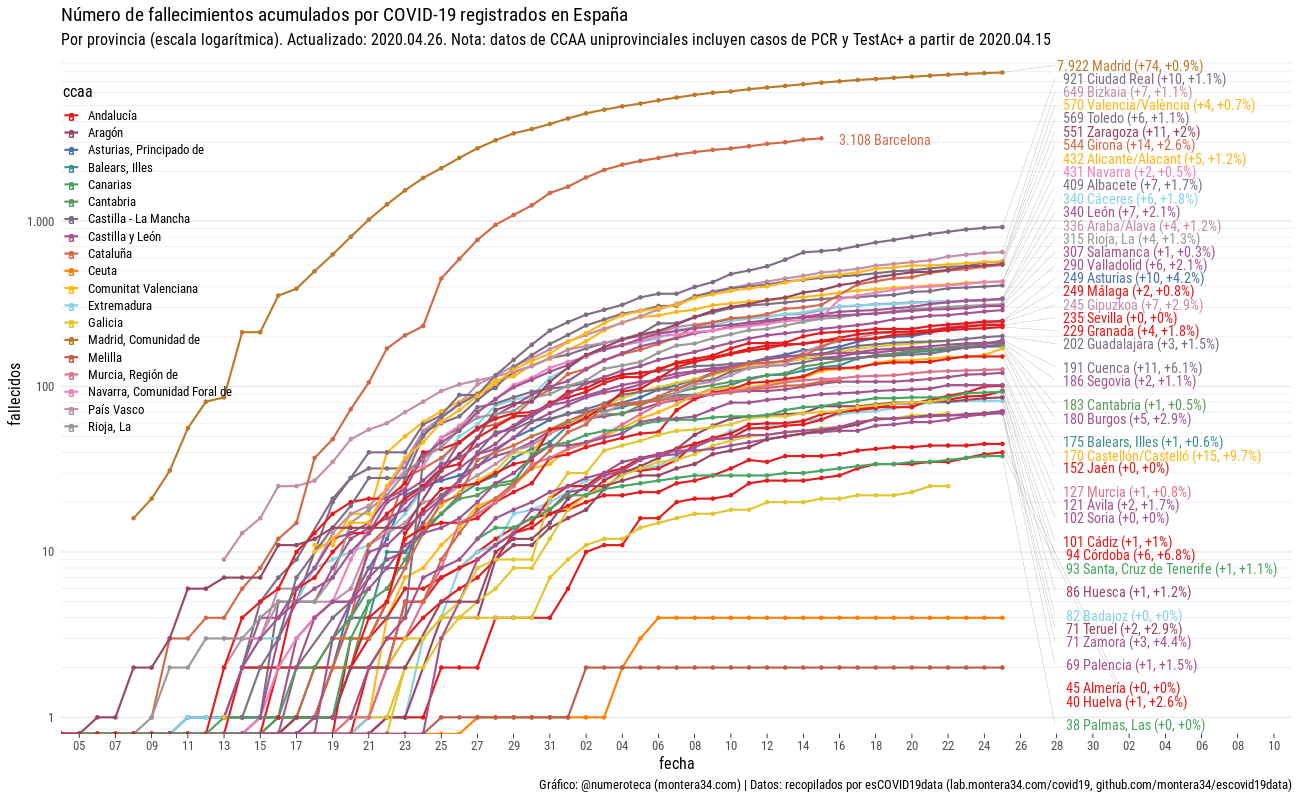 Número de fallecimientos acumulados por COVID-19 registrados en España
Por provincia (escala logarítmica). Actualizado: 2020.04.26. Nota: datos de CCAA uniprovinciales incluyen casos de PCR y TestAc+ a partir de 2020.04.15
ccaa
Andalucía
Aragón
Asturias, Principado de
Balears, Illes
Canarias
Cantabria
Castilla - La Mancha
Castilla y León
Cataluña
Ceuta
Comunitat Valenciana
Extremadura
Galicia
Madrid, Comunidad de
Melilla
Murcia, Región de
Navarra, Comunidad Foral de
País Vasco
Rioja, La
fallecidos
1.000
100
10
1
3.108 Barcelona
7.922 Madrid (+74, +0.9%)
921 Ciudad Real (+10, +1.1%)
649 Bizkaia (+7, +1.1%)
570 Valencia/València (+4, +0.7%)
569 Toledo (+6, +1.1%)
551 Zaragoza (+11, +2%)
544 Girona (+14, +2.6%)
432 Alicante/Alacant (+5, +1.2%)
431 Navarra (+2, +0.5%)
409 Albacete (+7, +1.7%)
340 Cáceres (+6, +1.8%)
340 León (+7, +2.1%)
336 Araba/Álava (+4, +1.2%)
315 Rioja, La (+4, +1.3%)
307 Salamanca (+1, +0.3%)
290 Valladolid (+6, +2.1%)
249 Asturias (+10, +4.2%)
249 Málaga (+2, +0.8%)
245 Gipuzkoa (+7, +2.9%)
235 Sevilla (+0, +0%)
229 Granada (+4, +1.8%)
202 Guadalajara (+3, +1.5%)
191 Cuenca (+11, +6.1%)
186 Segovia (+2, +1.1%)
183 Cantabria (+1, +0.5%)
180 Burgos (+5, +2.9%)
175 Balears, Illes (+1, +0.6%)
170 Castellón/Castelló (+15, +9.7%)
152 Jaén (+0, +0%)
127 Murcia (+1, +0.8%)
121 Ávila (+2, +1.7%)
102 Soria (+0, +0%)
101 Cádiz (+1, +1%)
94 Córdoba (+6, +6.8%)
93 Santa, Cruz de Tenerife (+1, +1.1%)
86 Huesca (+1, +1.2%)
82 Badajoz (+0, +0%)
71 Teruel (+2, +2.9%)
71 Zamora (+3, +4.4%)
69 Palencia (+1, +1.5%)
45 Almería (+0, +0%)
40 Huelva (+1, +2.6%)
38 Palmas, Las (+0, +0%)
05 07 09 11 13 15 17 19 21 23 25 27 29 31 02 04 06 08 10 12 14 16 18 20 22 24 26 28 30 02 04 06 08 10
fecha
Gráfico: @numeroteca (montera34.com) | Datos: recopilados por esCOVID19data (lab.montera34.com/covid19, github.com/montera34/escovid19data)